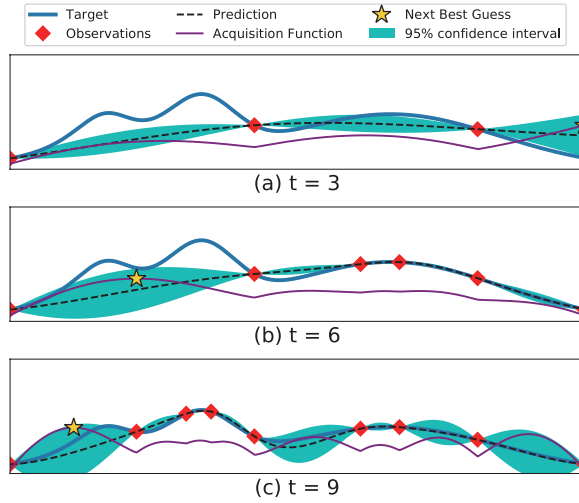 Target
Prediction
Next Best Guess
Observations
Acquisition Function
95% confidence interval
(a) t = 3
(b) t = 6
(c) t = 9